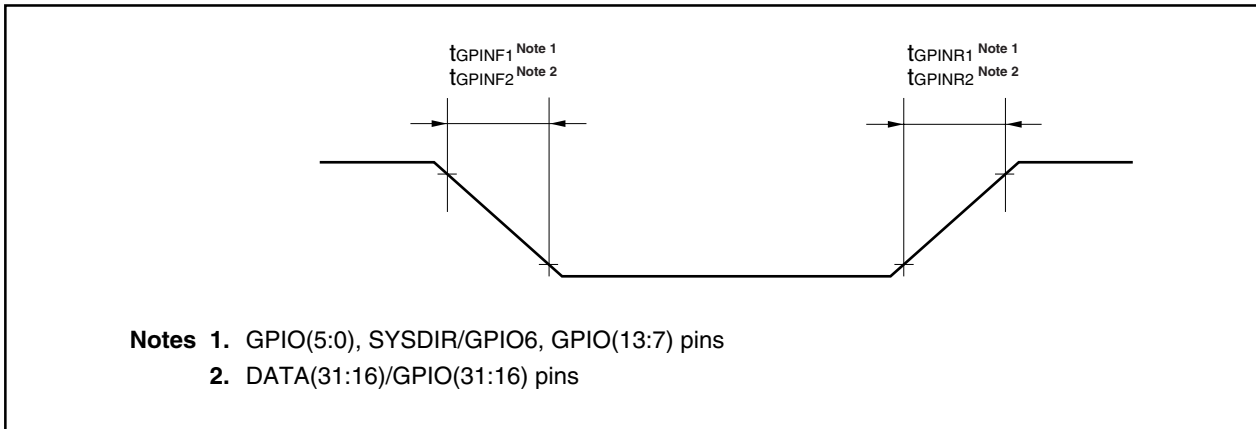 tGPINF1 Note 1
tGPINF2 Note 2
tGPINR1 Note 1
tGPINR2 Note 2
Notes 1. GPIO(5:0), SYSDIR/GPIO6, GPIO(13:7) pins
2. DATA(31:16)/GPIO(31:16) pins